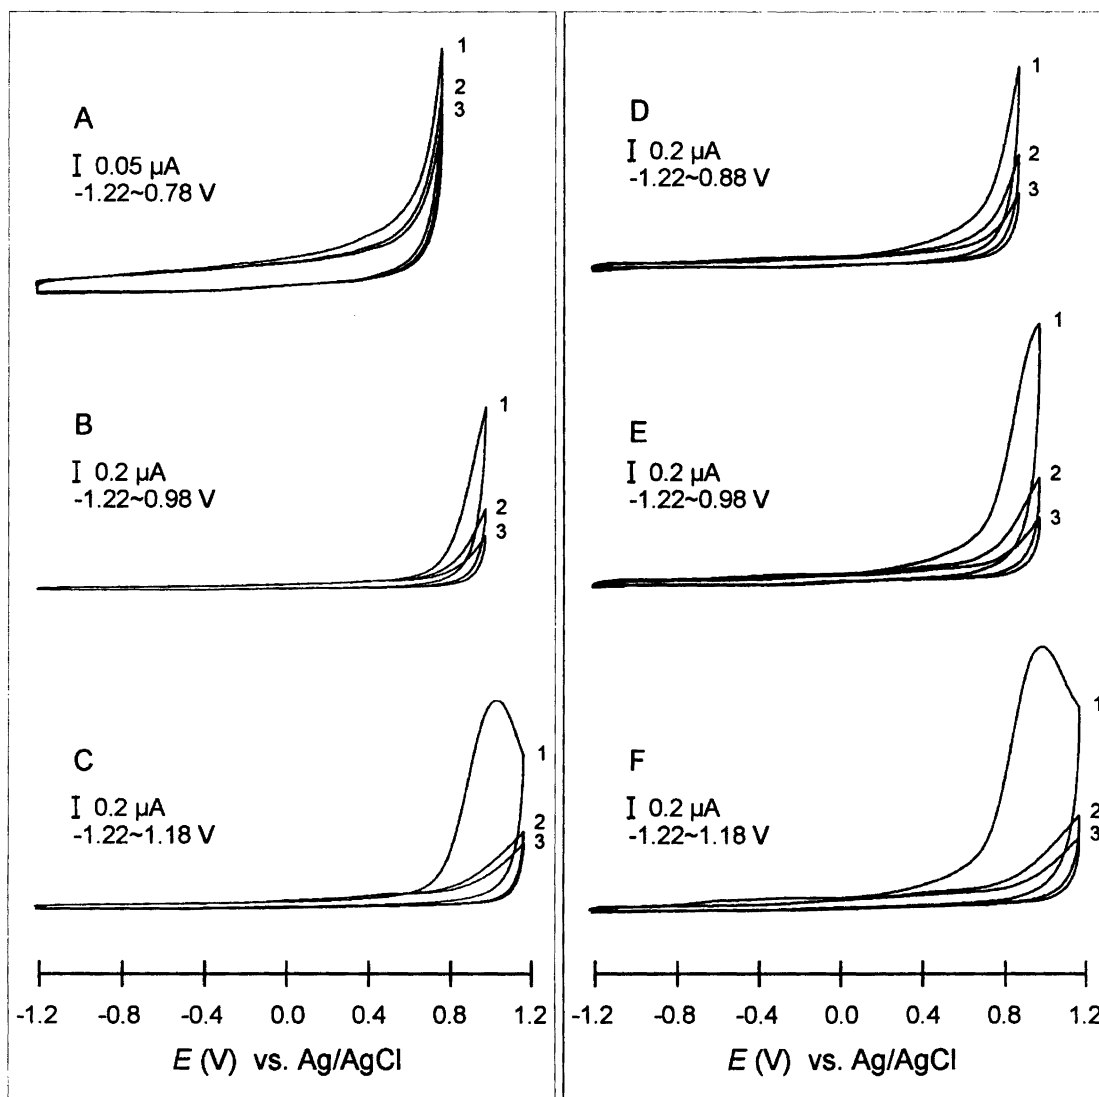 A
0.05 µA
-1.22~0.78 V
1
2
3
B
0.2 µA
-1.22~0.98 V
1
2
3
C
0.2 µA
-1.22~1.18 V
1
2
3
-1.2 -0.8 -0.4 0.0 0.4 0.8 1.2
E (V) vs. Ag/AgCl
D
0.2 µA
-1.22~0.88 V
1
2
3
E
0.2 µA
-1.22~0.98 V
1
2
3
F
0.2 µA
-1.22~1.18 V
1
2
3
-1.2 -0.8 -0.4 0.0 0.4 0.8 1.2
E (V) vs. Ag/AgCl